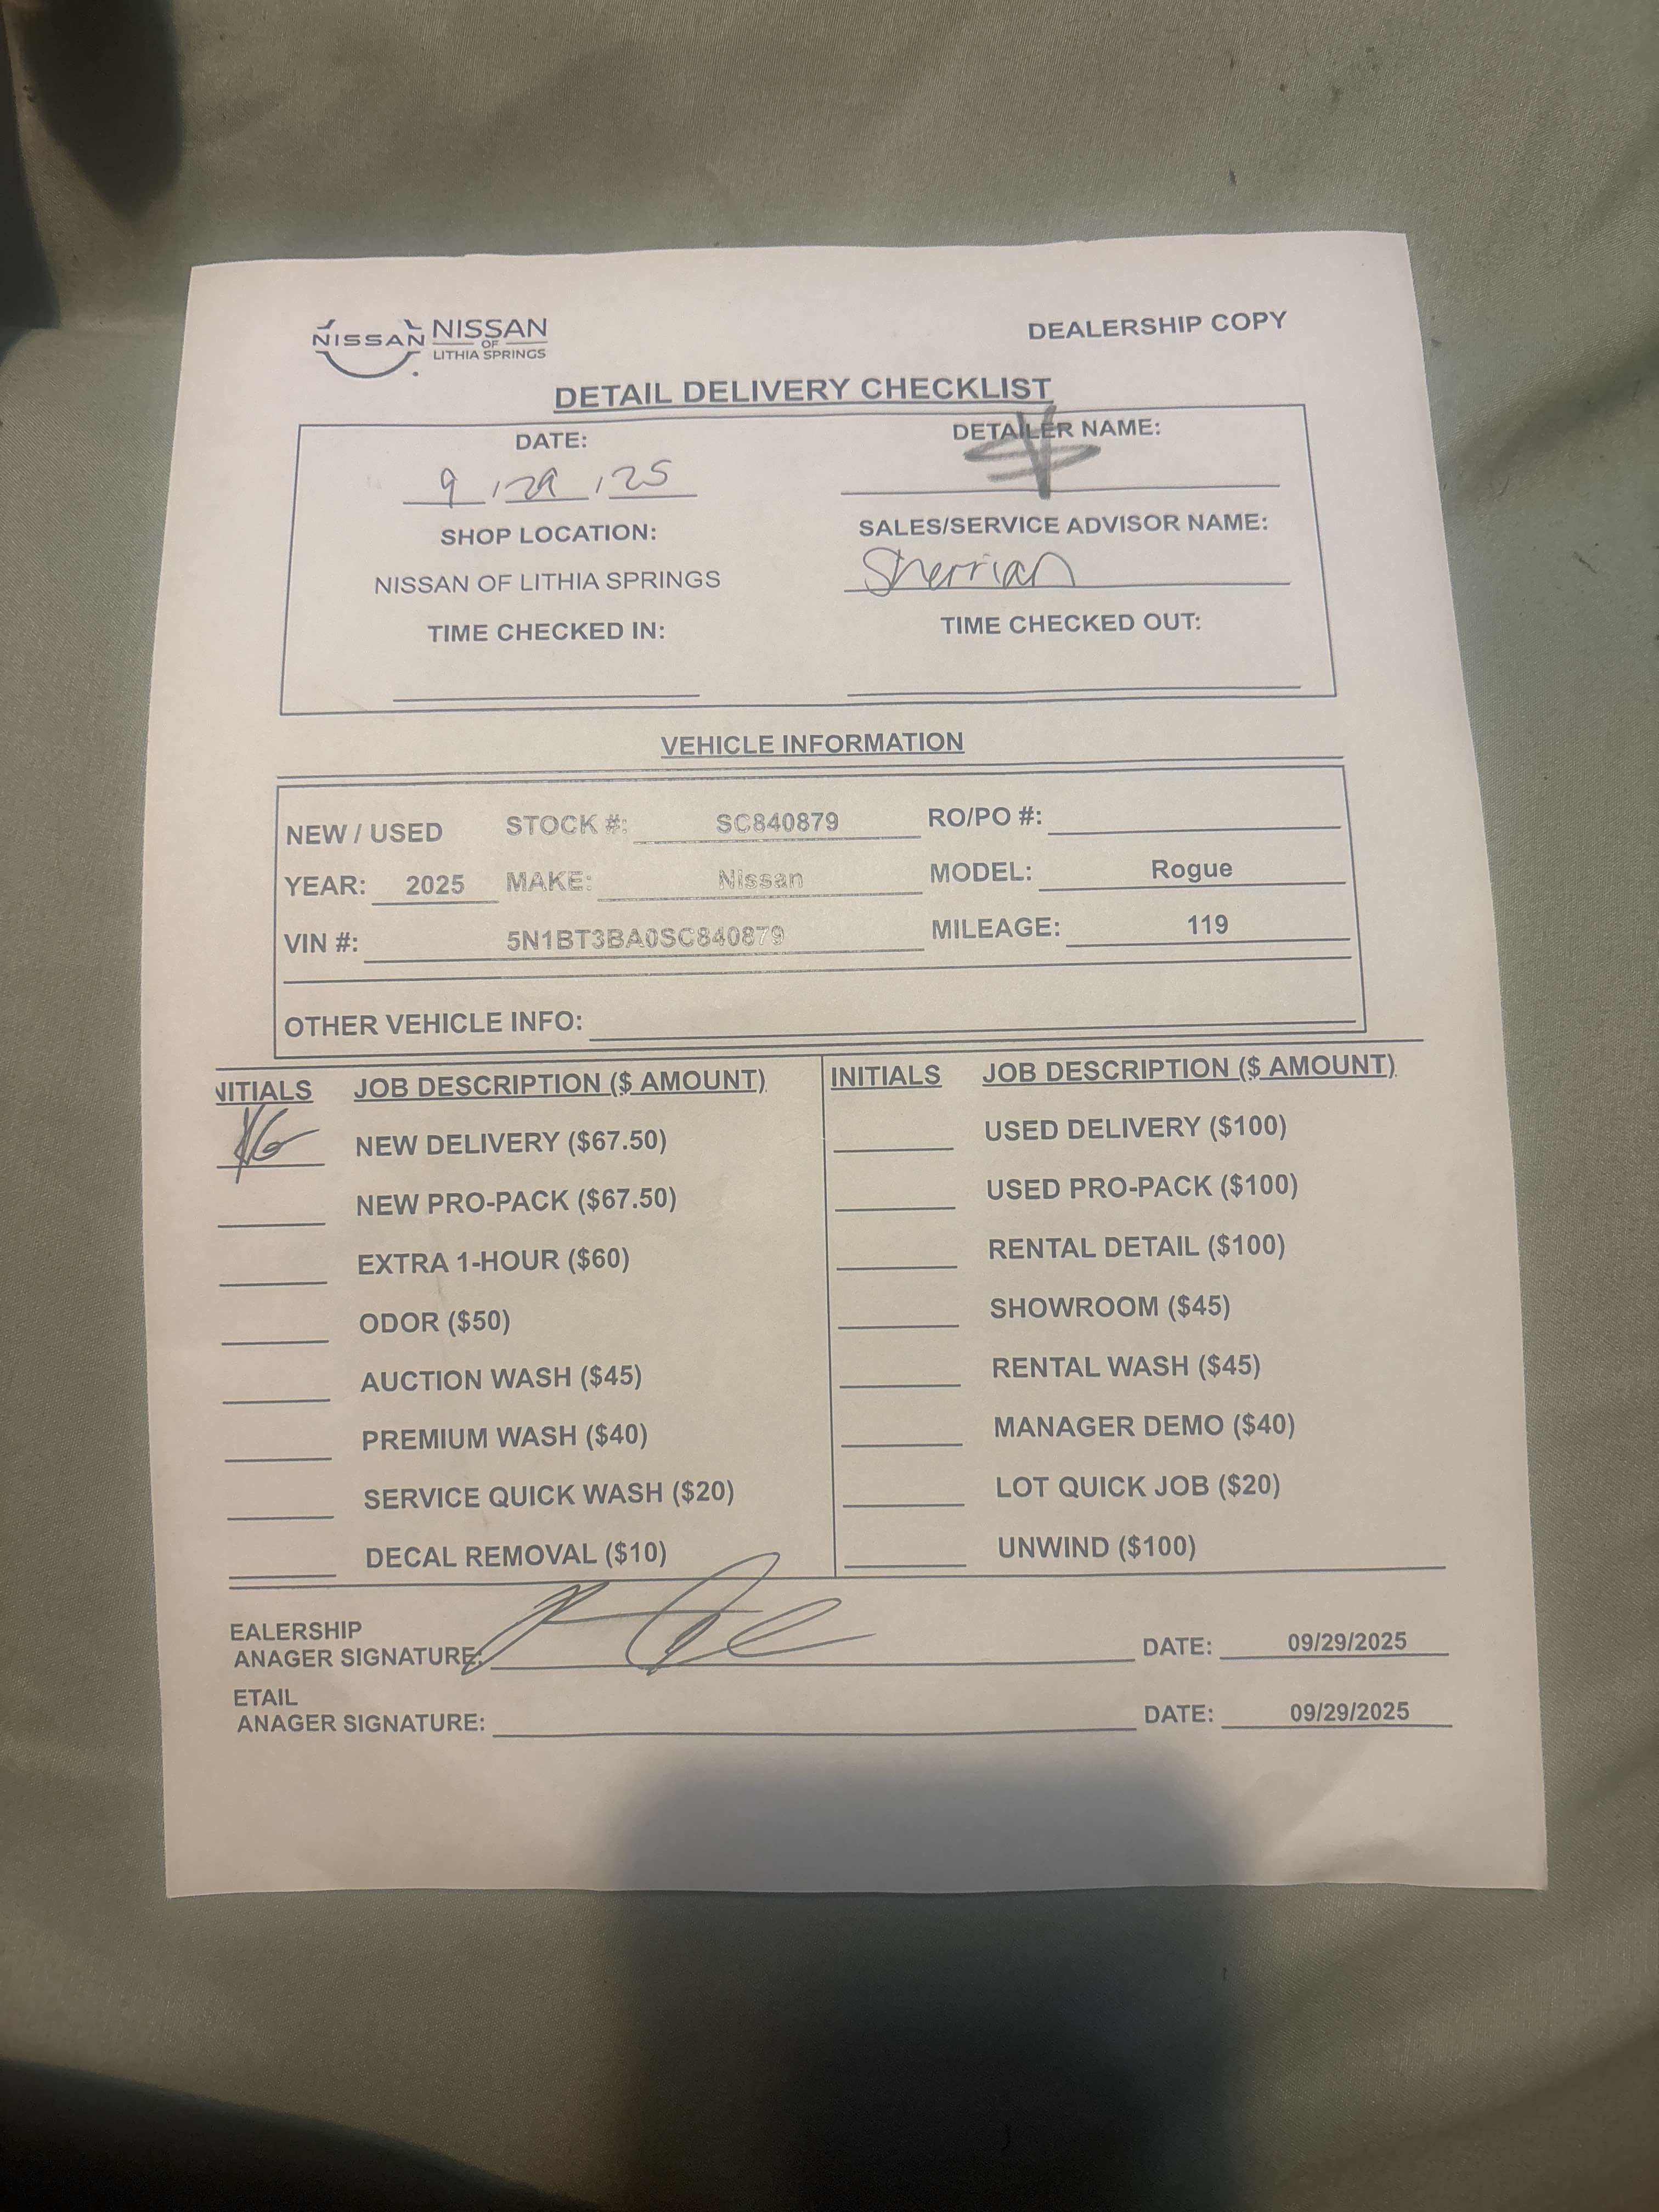 NISSAN NISSAN OF LITHIA SPRINGS
DEALERSHIP COPY
DETAIL DELIVERY CHECKLIST
DATE: DETAILER NAME:
9/29/25
SHOP LOCATION: SALES/SERVICE ADVISOR NAME:
NISSAN OF LITHIA SPRINGS Sherrian
TIME CHECKED IN: TIME CHECKED OUT:
VEHICLE INFORMATION
NEW / USED STOCK #: SC840879 RO/PO #:
YEAR: 2025 MAKE: Nissan MODEL: Rogue
VIN #: 5N1BT3BA0SC840879 MILEAGE: 119
OTHER VEHICLE INFO:
NITIALS JOB DESCRIPTION ($ AMOUNT) INITIALS JOB DESCRIPTION ($ AMOUNT)
NEW DELIVERY ($67.50) USED DELIVERY ($100)
NEW PRO-PACK ($67.50) USED PRO-PACK ($100)
EXTRA 1-HOUR ($60) RENTAL DETAIL ($100)
ODOR ($50) SHOWROOM ($45)
AUCTION WASH ($45) RENTAL WASH ($45)
PREMIUM WASH ($40) MANAGER DEMO ($40)
SERVICE QUICK WASH ($20) LOT QUICK JOB ($20)
DECAL REMOVAL ($10) UNWIND ($100)
EALERSHIP
ANAGER SIGNATURE: DATE: 09/29/2025
ETAIL
ANAGER SIGNATURE: DATE: 09/29/2025